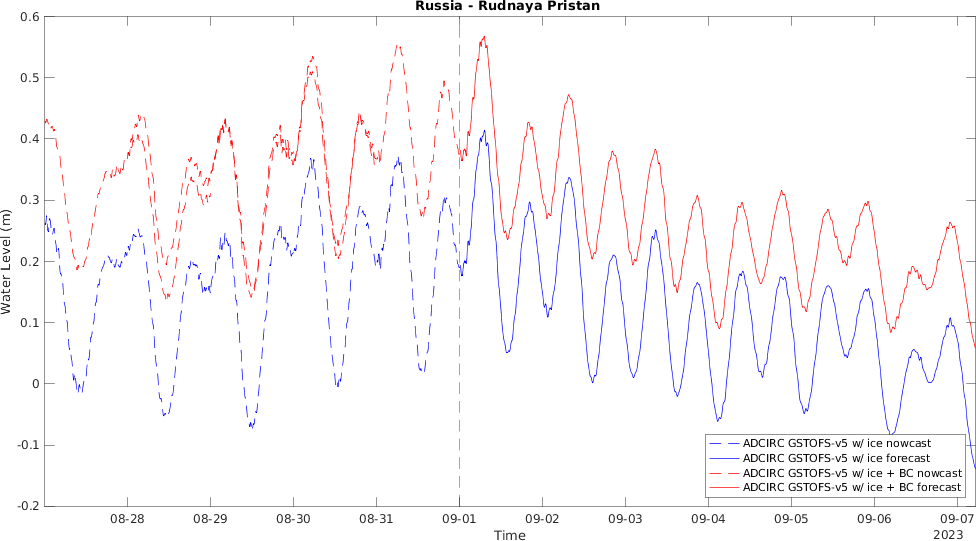 Russia - Rudnaya Pristan
Water Level (m)
0.6
0.5
0.4
0.3
0.2
0.1
0
-0.1
-0.2
ADCIRC GSTOFS-v5 w/ ice nowcast
ADCIRC GSTOFS-v5 w/ ice forecast
ADCIRC GSTOFS-v5 w/ ice + BC nowcast
ADCIRC GSTOFS-v5 w/ ice + BC forecast
08-28 08-29 08-30 08-31 09-01 09-02 09-03 09-04 09-05 09-06 09-07
Time
2023